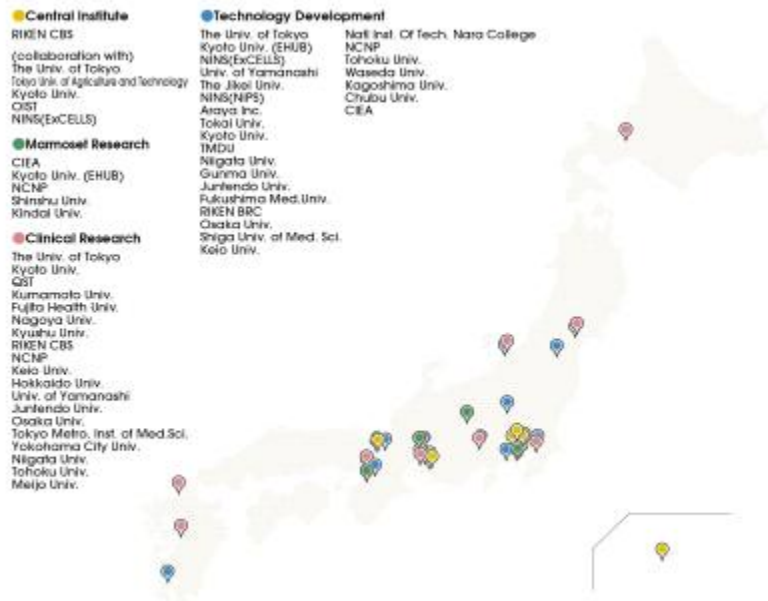 Central Institute
RIKEN CBS
(collaboration with)
The Univ. of Tokyo
Tokyo Univ. of Agriculture and Technology
Kyoto Univ.
OIST
NINS(ExCELLS)
Marmoset Research
CIEA
Kyoto Univ. (EHUB)
NCNP
Shinshu Univ.
Kindai Univ.
Clinical Research
The Univ. of Tokyo
Kyoto Univ.
QST
Kumamoto Univ.
Fujita Health Univ.
Nagoya Univ.
Kyushu Univ.
RIKEN CBS
NCNP
Keio Univ.
Hokkaido Univ.
Univ. of Yamanashi
Juntendo Univ.
Osaka Univ.
Tokyo Metro. Inst. of Med.Sci.
Yokohama City Univ.
Niigata Univ.
Tohoku Univ.
Meijo Univ.
Technology Development
The Univ. of Tokyo
Kyoto Univ. (EHUB)
NINS(ExCELLS)
Univ. of Yamanashi
The Jikei Univ.
NINS(NIPS)
Araya Inc.
Tokai Univ.
Kyoto Univ.
TMDU
Niigata Univ.
Gunma Univ.
Juntendo Univ.
Fukushima Med.Univ.
RIKEN BRC
Osaka Univ.
Shiga Univ. of Med. Sci.
Keio Univ.
Natl Inst. Of Tech. Nara College
NCNP
Tohoku Univ.
Waseda Univ.
Kagoshima Univ.
Chubu Univ.
CIEA